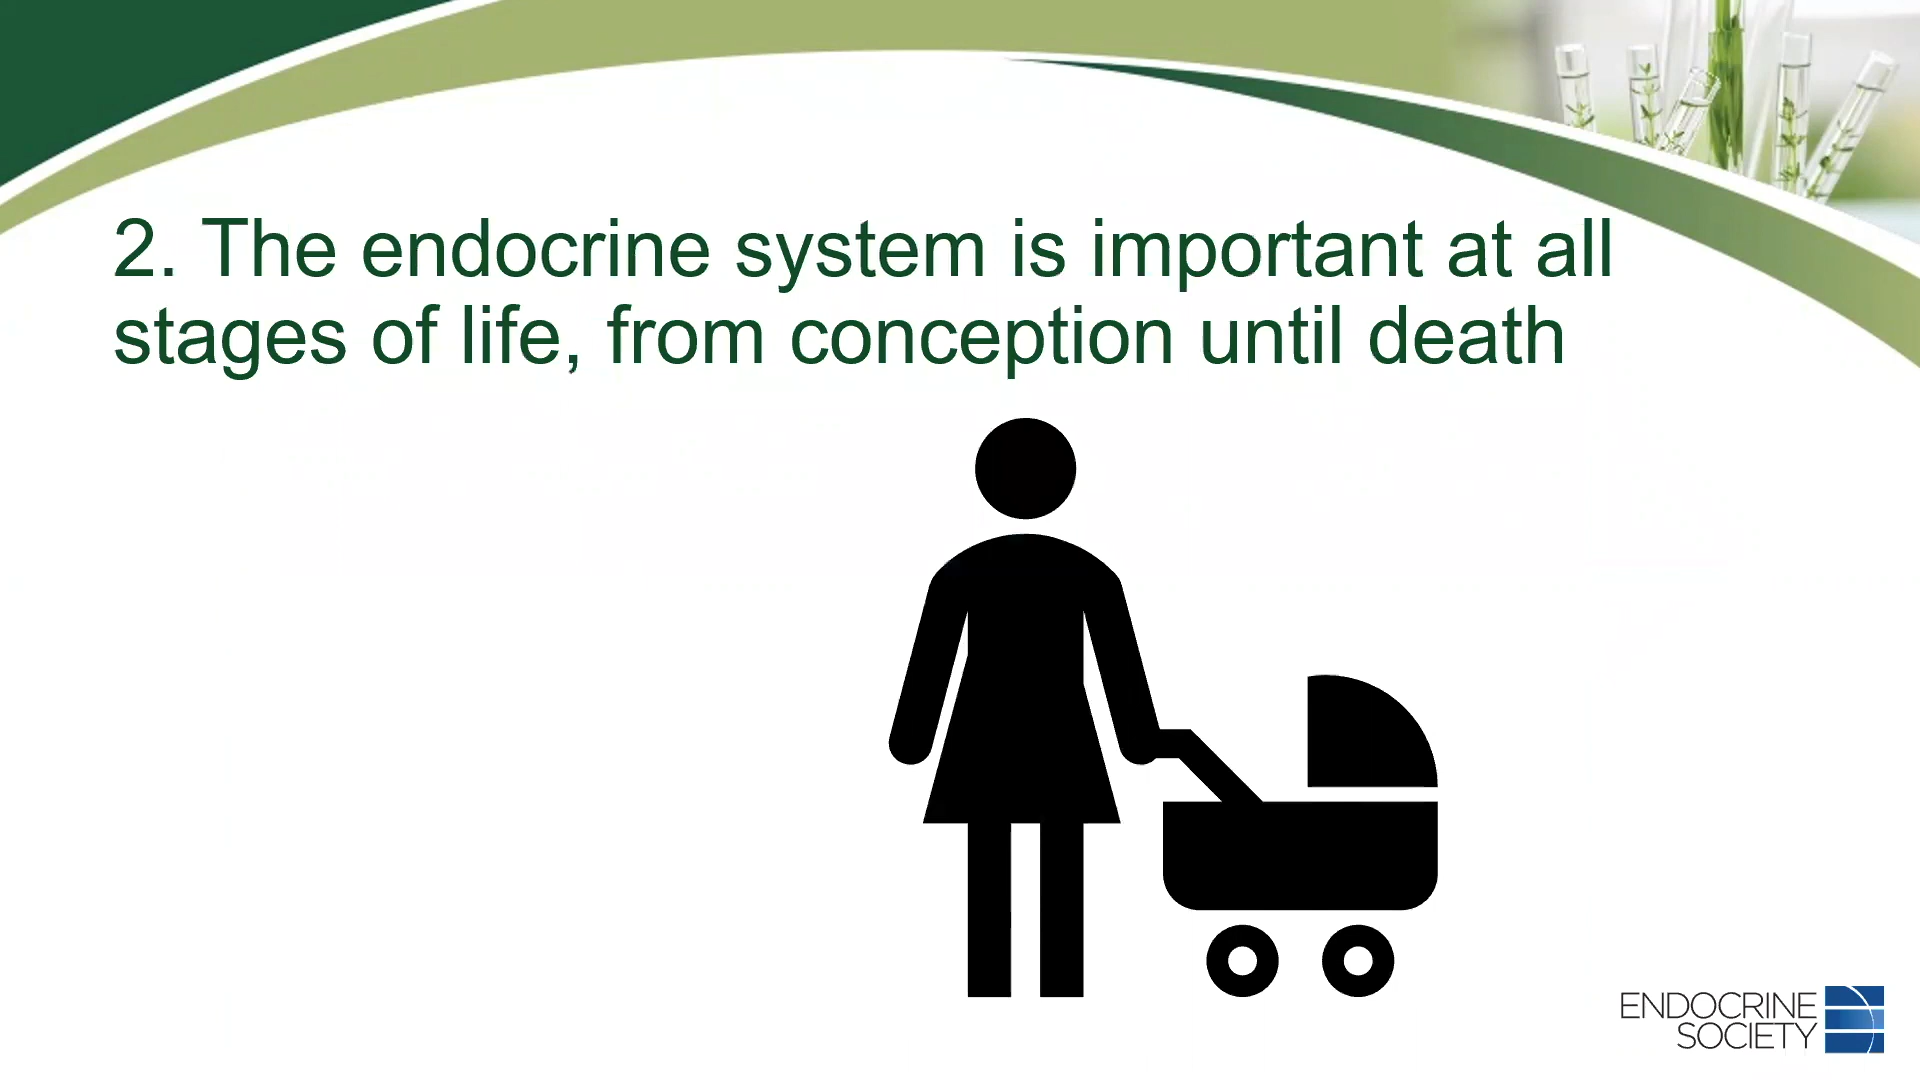 2. The endocrine system is important at all
stages of life, from conception until death
ENDOCRINE
SOCIETY